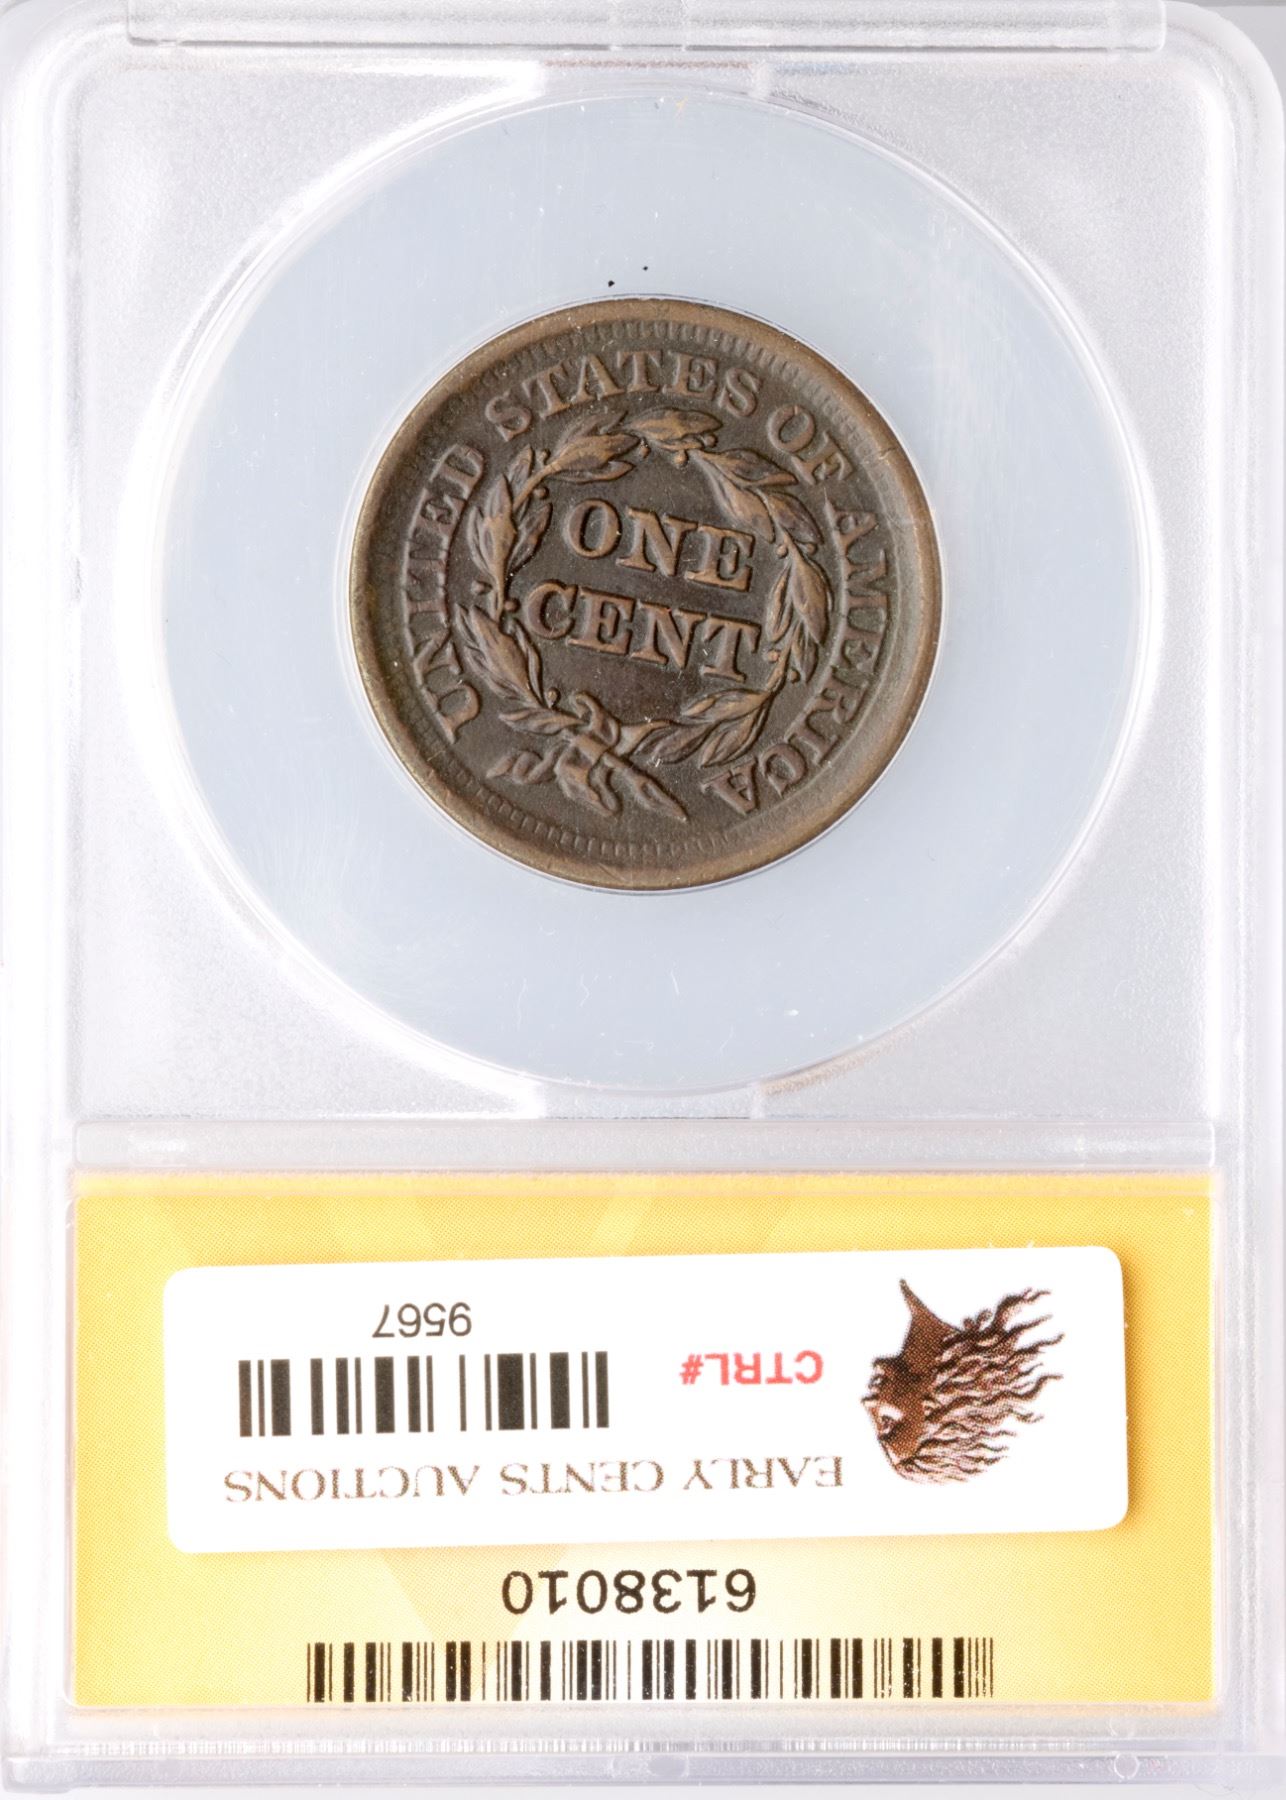 UNITED STATES OF AMERICA
ONE
CENT
6138010
EARLY CENTS AUCTIONS
CTRL#
9567